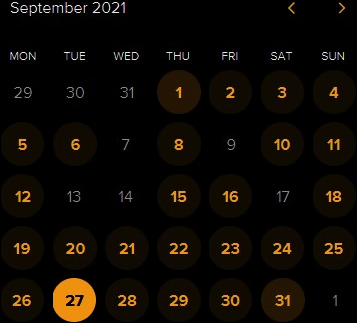 September 2021
MON TUE WED THU FRI SAT SUN
29 30 31 1 2 3 4
5 6 7 8 9 10 11
12 13 14 15 16 17 18
19 20 21 22 23 24 25
26 27 28 29 30 31 1